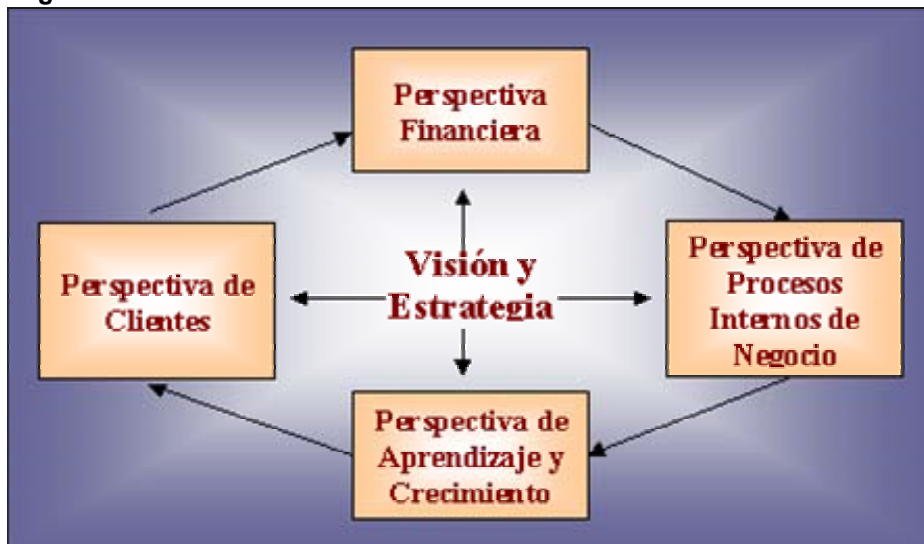 Perspectiva
Financiera
Perspectiva de
Clientes
Visión y
Estrategia
Perspectiva de
Procesos
Internos de
Negocio
Perspectiva de
Aprendizaje y
Crecimiento